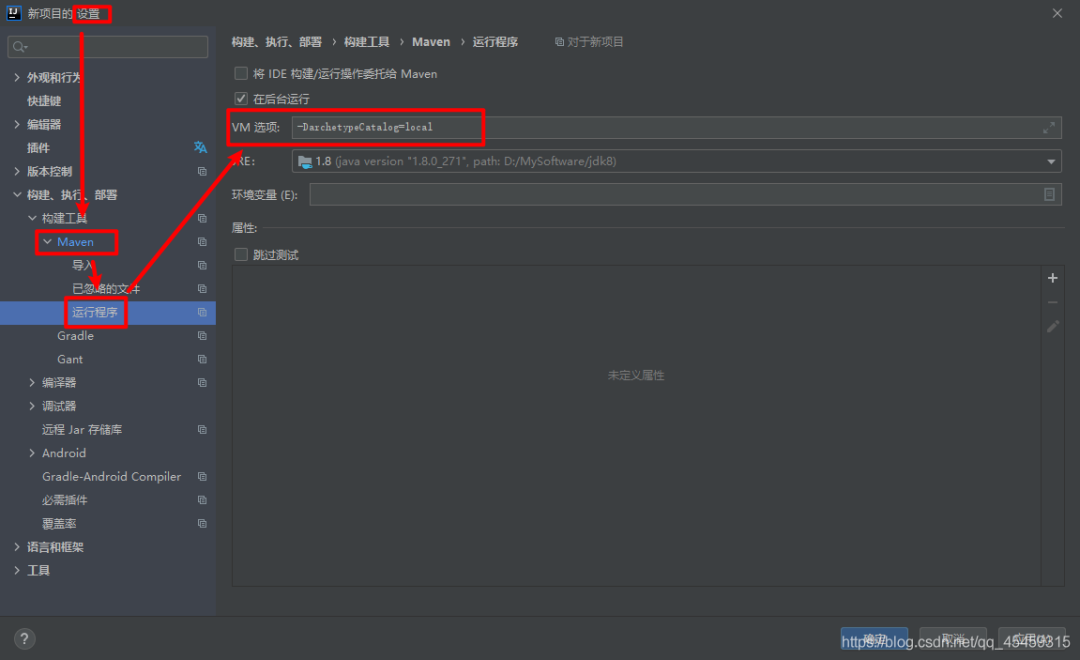 新项目的 设置
外观和行为
快捷键
编辑器
插件
版本控制
构建、执行、部署
构建工具
Maven
导入
已忽略的文件
运行程序
Gradle
Gant
编译器
调试器
远程 Jar 存储库
Android
Gradle-Android Compiler
必需插件
覆盖率
语言和框架
工具
构建、执行、部署 › 构建工具 › Maven › 运行程序 对于新项目
将 IDE 构建/运行操作委托给 Maven
在后台运行
VM 选项: -DarchetypeCatalog=local
JRE: 1.8 (java version "1.8.0_271", path: D:/MySoftware/jdk8)
环境变量 (E):
属性:
跳过测试
未定义属性
?
确定 取消
https://blog.csdn.net/qq_45459315